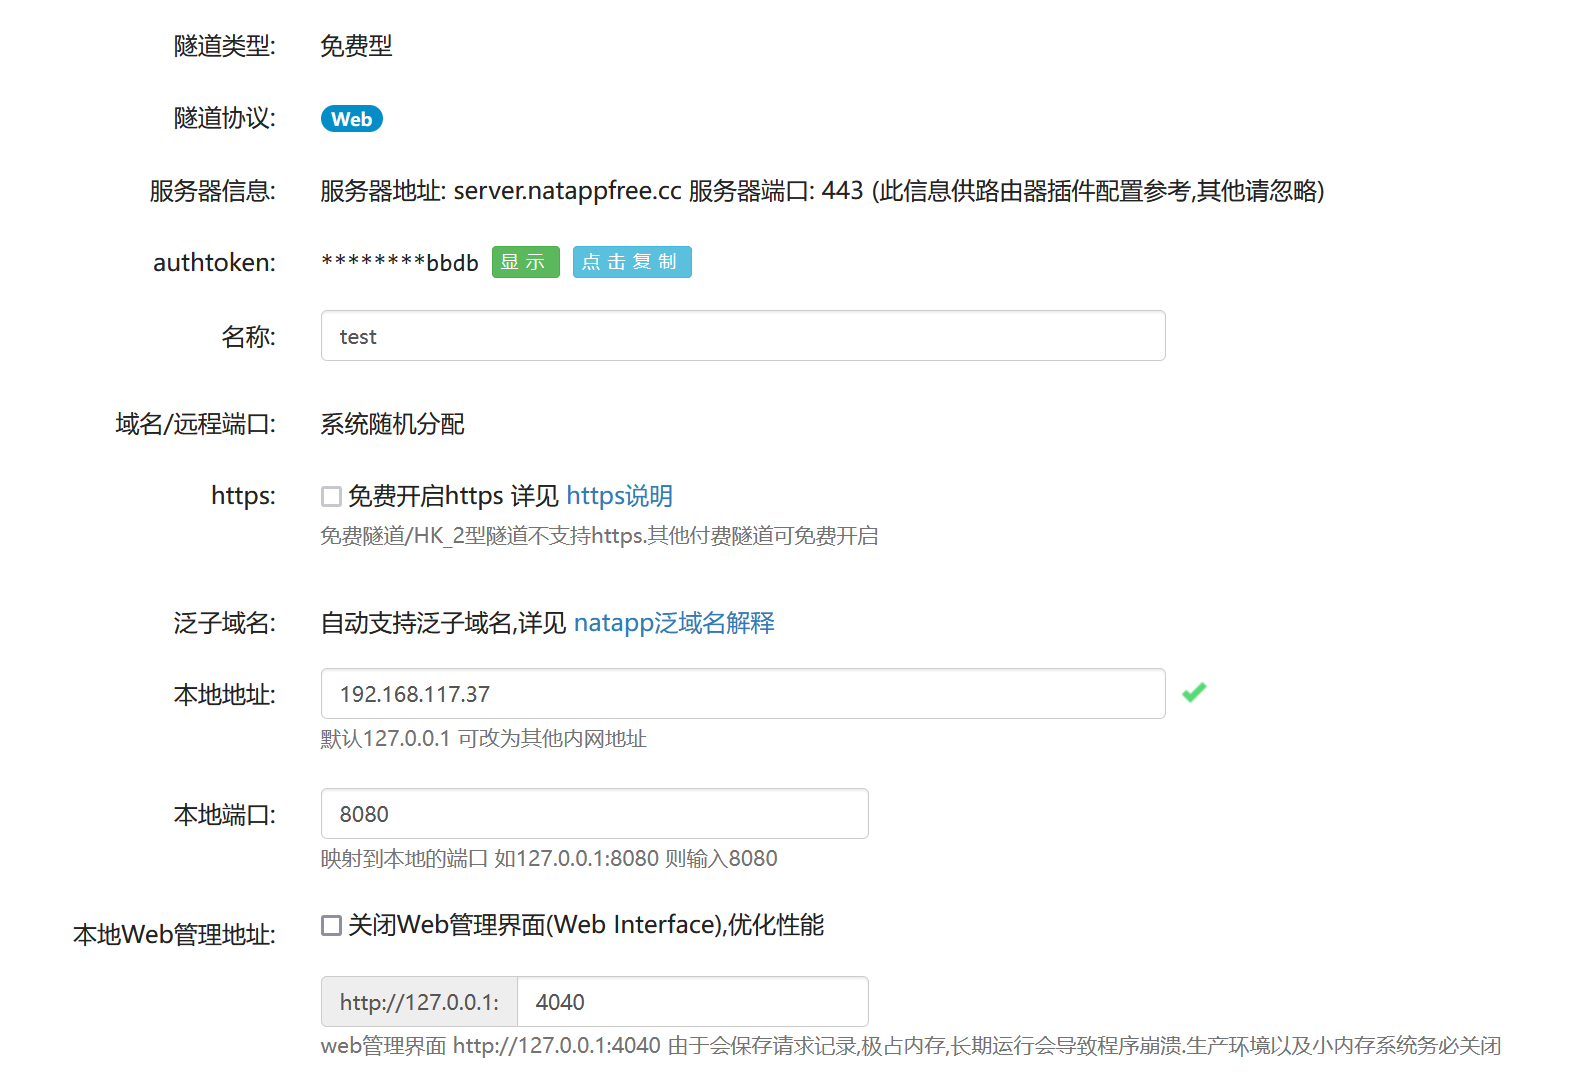 隧道类型: 免费型
隧道协议: Web
服务器信息: 服务器地址: server.natappfree.cc 服务器端口: 443 (此信息供路由器插件配置参考,其他请忽略)
authtoken: ********bbdb 显示 点击复制
名称: test
域名/远程端口: 系统随机分配
https: 免费开启https 详见 https说明
免费隧道/HK_2型隧道不支持https.其他付费隧道可免费开启
泛子域名: 自动支持泛子域名,详见 natapp泛域名解释
本地地址: 192.168.117.37
默认127.0.0.1 可改为其他内网地址
本地端口: 8080
映射到本地的端口 如127.0.0.1:8080 则输入8080
本地Web管理地址: 关闭Web管理界面(Web Interface),优化性能
http://127.0.0.1: 4040
web管理界面 http://127.0.0.1:4040 由于会保存请求记录,极占内存,长期运行会导致程序崩溃.生产环境以及小内存系统务必关闭